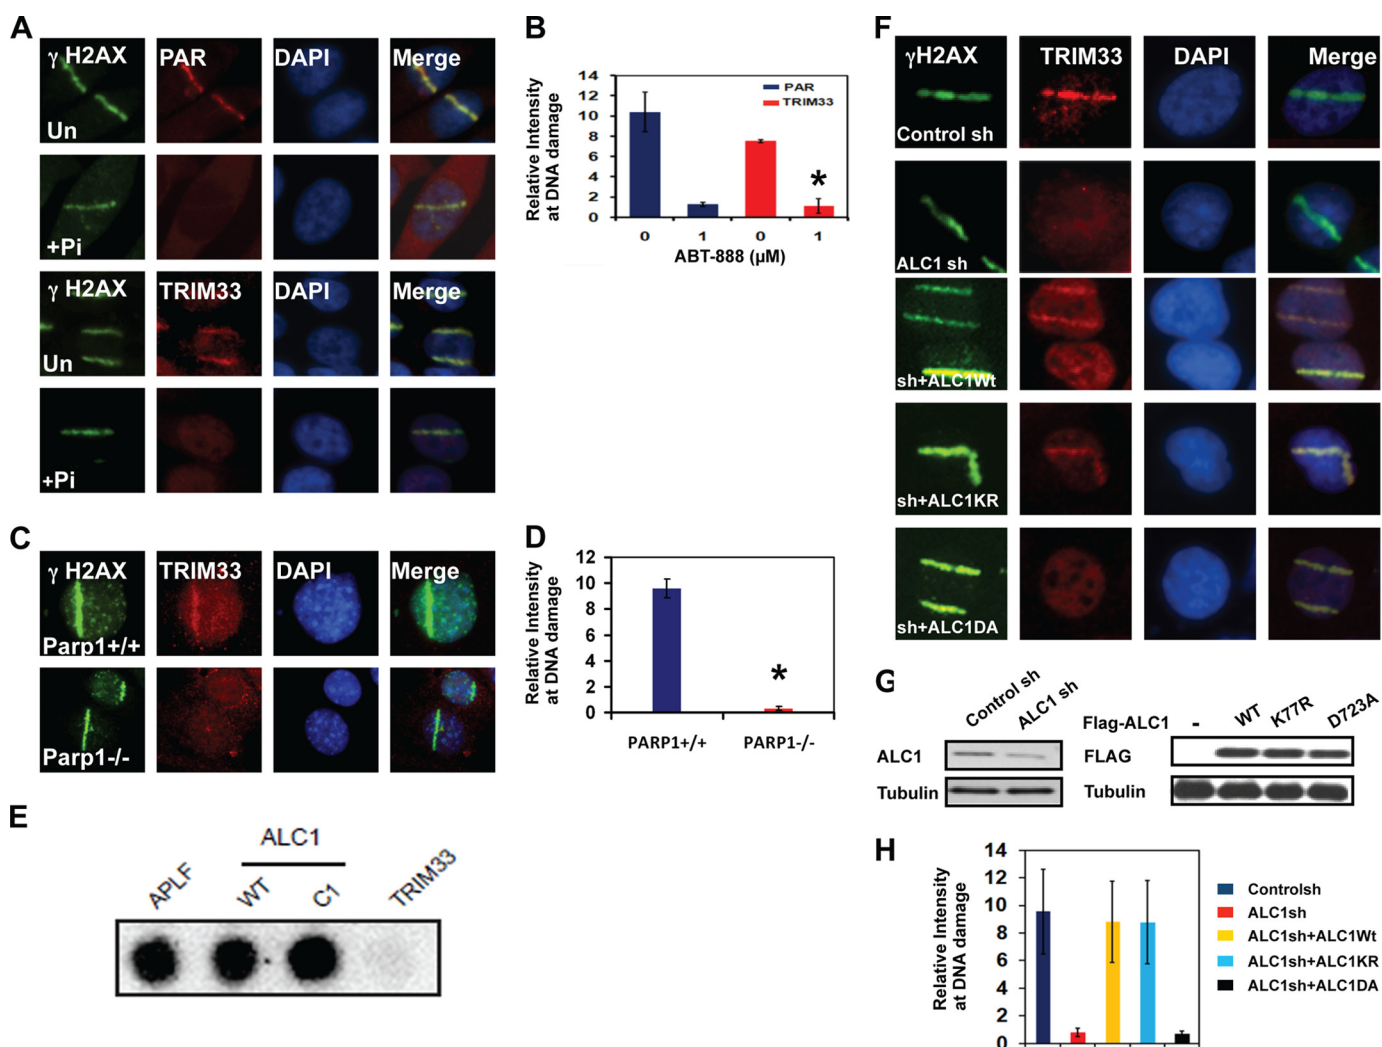 A
γ H2AX PAR DAPI Merge
Un
+Pi
γ H2AX TRIM33 DAPI Merge
Un
+Pi
B
Relative Intensity
at DNA damage
14
12
10
8
6
4
2
0
PAR
TRIM33
*
0 1 0 1
ABT-888 (µM)
C
γ H2AX TRIM33 DAPI Merge
Parp1+/+
Parp1-/-
D
Relative Intensity
at DNA damage
12
10
8
6
4
2
0
*
PARP1+/+ PARP1-/-
E
ALC1
APLF WT C1 TRIM33
F
γH2AX TRIM33 DAPI Merge
Control sh
ALC1 sh
sh+ALC1Wt
sh+ALC1KR
sh+ALC1DA
G
Control sh ALC1 sh
ALC1
Tubulin
Flag-ALC1 - WT K77R D723A
FLAG
Tubulin
H
Relative Intensity
at DNA damage
14
12
10
8
6
4
2
0
Controlsh
ALC1sh
ALC1sh+ALC1Wt
ALC1sh+ALC1KR
ALC1sh+ALC1DA